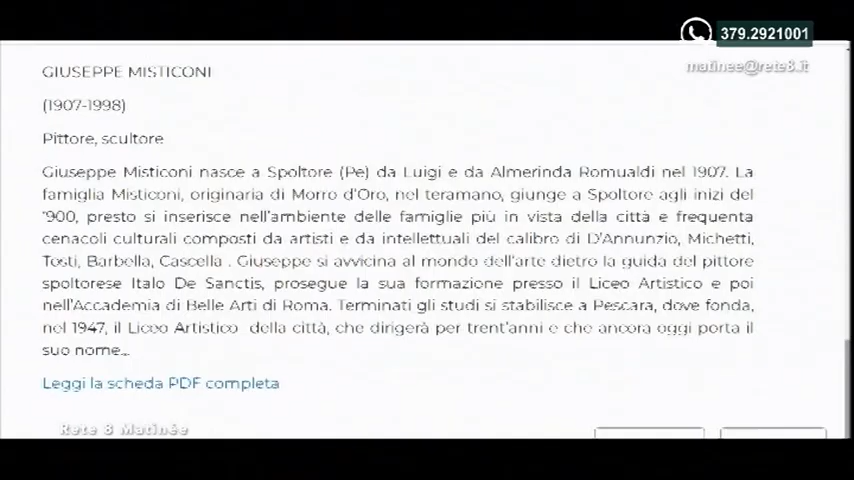 379.2921001
matinee@rete8.it
GIUSEPPE MISTICONI
(1907-1998)
Pittore, scultore
Giuseppe Misticoni nasce a Spoltore (Pe) da Luigi e da Almerinda Romualdi nel 1907. La
famiglia Misticoni, originaria di Morro d'Oro, nel teramano, giunge a Spoltore agli inizi del
'900, presto si inserisce nell'ambiente delle famiglie più in vista della città e frequenta
cenacoli culturali composti da artisti e da intellettuali del calibro di D'Annunzio, Michetti,
Tosti, Barbella, Cascella . Giuseppe si avvicina al mondo dell'arte dietro la guida del pittore
spoltorese Italo De Sanctis, prosegue la sua formazione presso il Liceo Artistico e poi
nell'Accademia di Belle Arti di Roma. Terminati gli studi si stabilisce a Pescara, dove fonda,
nel 1947, il Liceo Artistico della città, che dirigerà per trent'anni e che ancora oggi porta il
suo nome...
Leggi la scheda PDF completa
Rete 8 Matinée